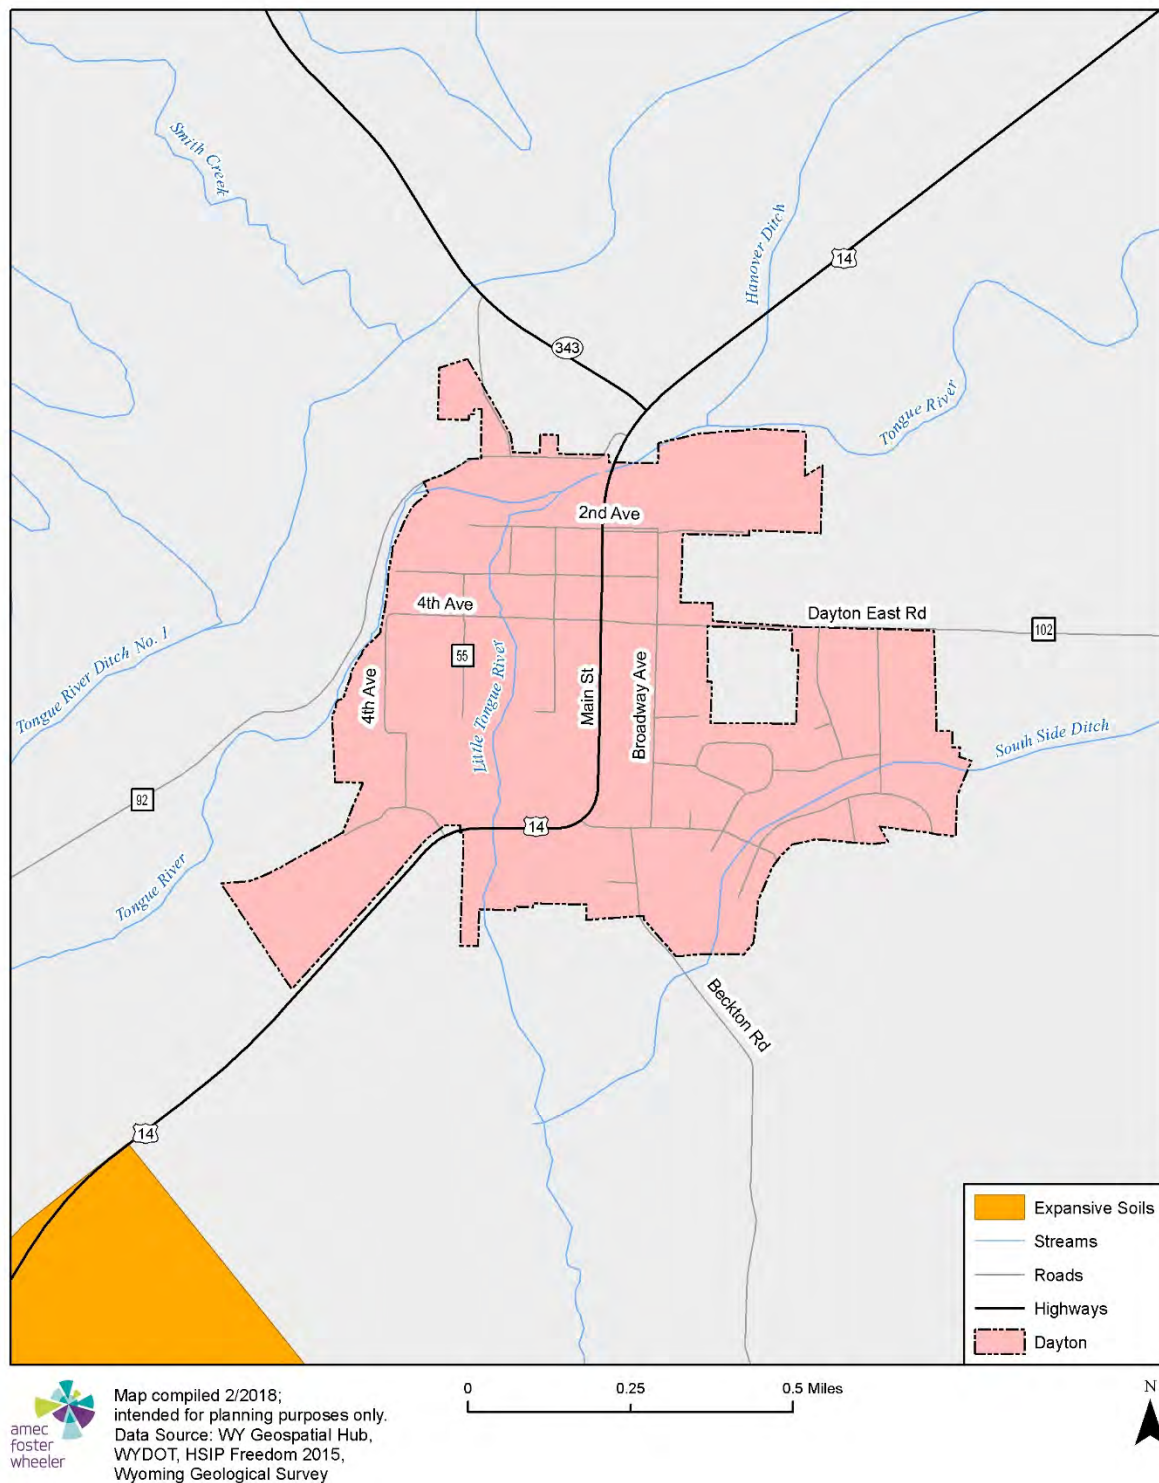 Smith Creek
Hanover Ditch
14
343
Tongue River
2nd Ave
4th Ave
Dayton East Rd
102
55
Tongue River Ditch No. 1
4th Ave
Little Tongue River
Main St
Broadway Ave
South Side Ditch
92
14
Tongue River
Beckton Rd
14
Expansive Soils
Streams
Roads
Highways
Dayton
amec
foster
wheeler
Map compiled 2/2018;
intended for planning purposes only.
Data Source: WY Geospatial Hub,
WYDOT, HSIP Freedom 2015,
Wyoming Geological Survey
0 0.25 0.5 Miles
N